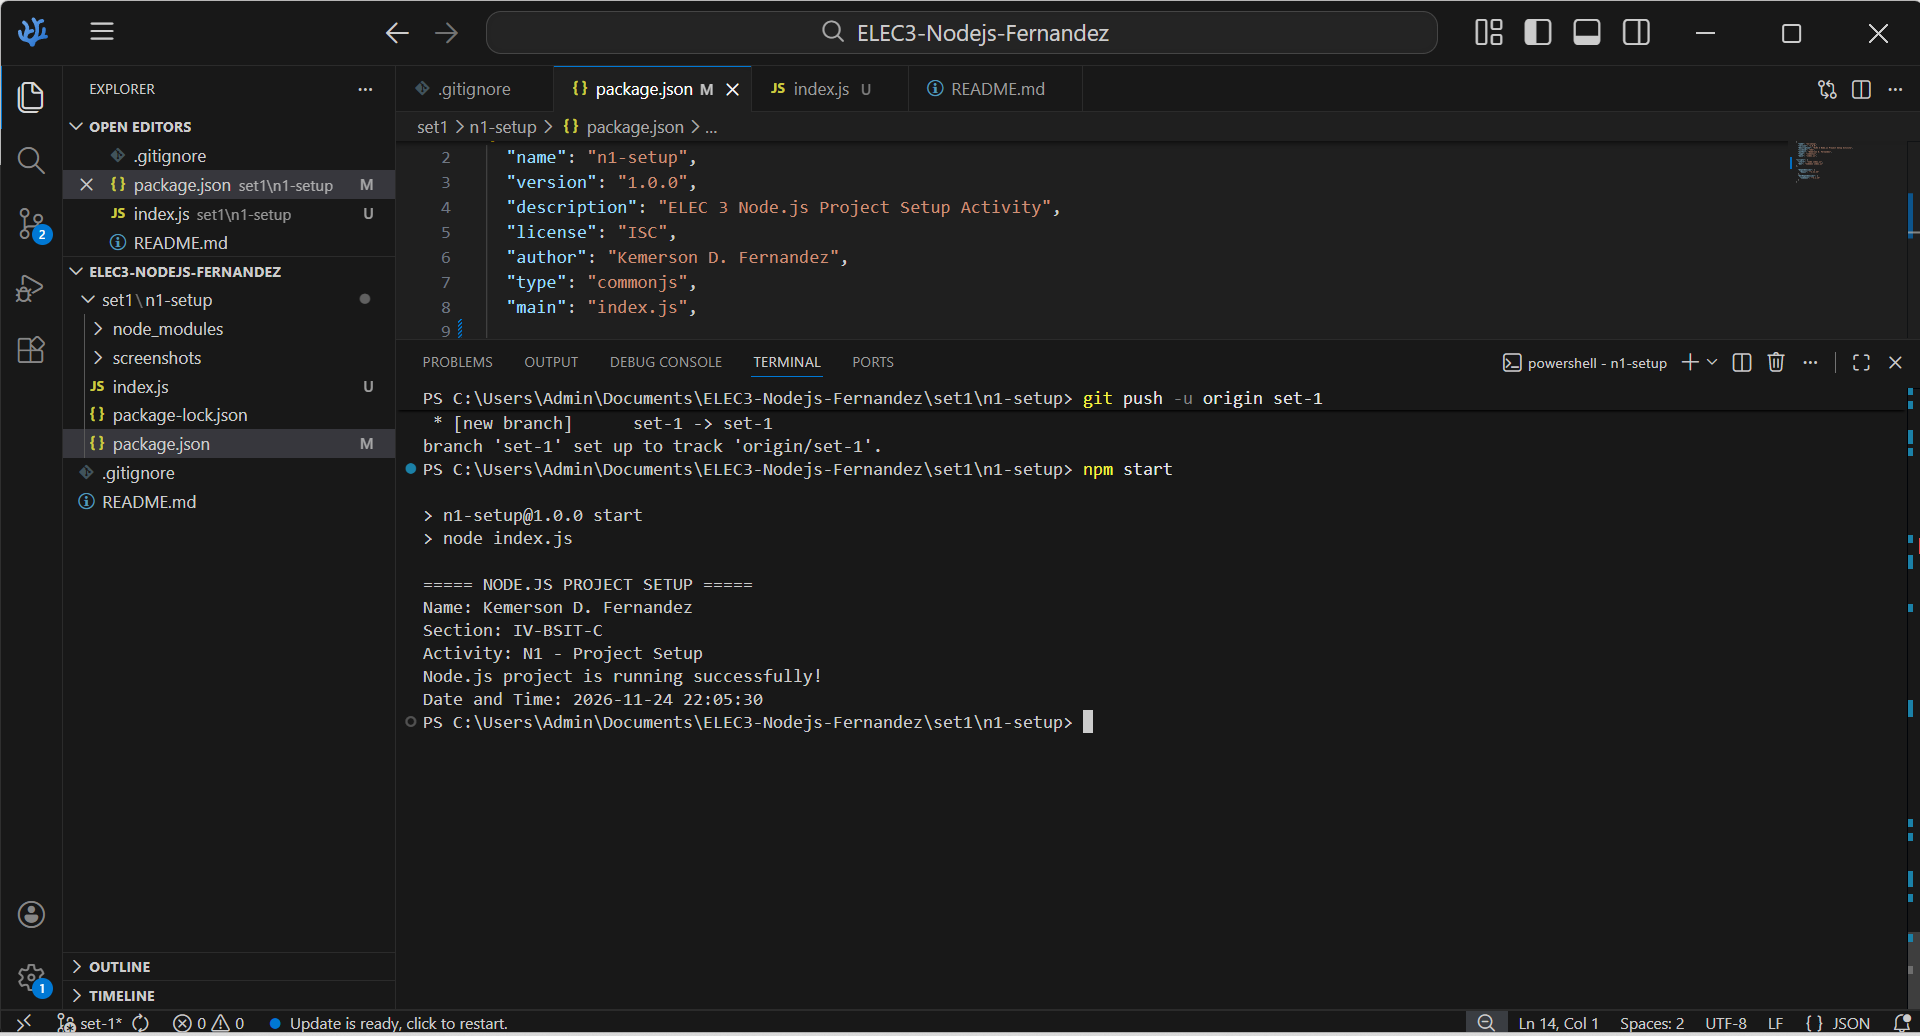 ELEC3-Nodejs-Fernandez
EXPLORER
OPEN EDITORS
.gitignore
package.json set1\n1-setup M
index.js set1\n1-setup U
README.md
ELEC3-NODEJS-FERNANDEZ
set1\n1-setup
node_modules
screenshots
JS index.js U
{} package-lock.json
{} package.json M
.gitignore
README.md
OUTLINE
TIMELINE
.gitignore
{} package.json M
JS index.js U
README.md
set1 > n1-setup > {} package.json > ...
2 "name": "n1-setup",
3 "version": "1.0.0",
4 "description": "ELEC 3 Node.js Project Setup Activity",
5 "license": "ISC",
6 "author": "Kemerson D. Fernandez",
7 "type": "commonjs",
8 "main": "index.js",
9
PROBLEMS OUTPUT DEBUG CONSOLE TERMINAL PORTS
powershell - n1-setup
PS C:\Users\Admin\Documents\ELEC3-Nodejs-Fernandez\set1\n1-setup> git push -u origin set-1
* [new branch] set-1 -> set-1
branch 'set-1' set up to track 'origin/set-1'.
PS C:\Users\Admin\Documents\ELEC3-Nodejs-Fernandez\set1\n1-setup> npm start
> n1-setup@1.0.0 start
> node index.js
===== NODE.JS PROJECT SETUP =====
Name: Kemerson D. Fernandez
Section: IV-BSIT-C
Activity: N1 - Project Setup
Node.js project is running successfully!
Date and Time: 2026-11-24 22:05:30
PS C:\Users\Admin\Documents\ELEC3-Nodejs-Fernandez\set1\n1-setup>
2
1
set-1* 0 0 Update is ready, click to restart.
Ln 14, Col 1 Spaces: 2 UTF-8 LF {} JSON